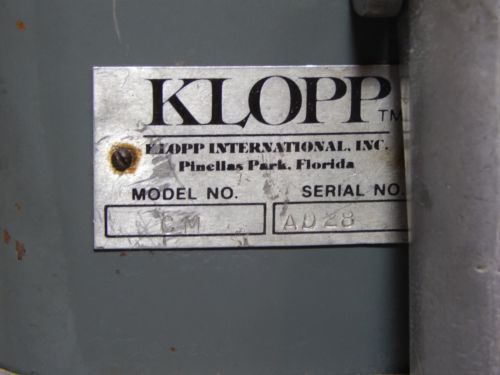 KLOPP TM
KLOPP INTERNATIONAL, INC.
Pinellas Park, Florida
MODEL NO. SERIAL NO.
CM AD28